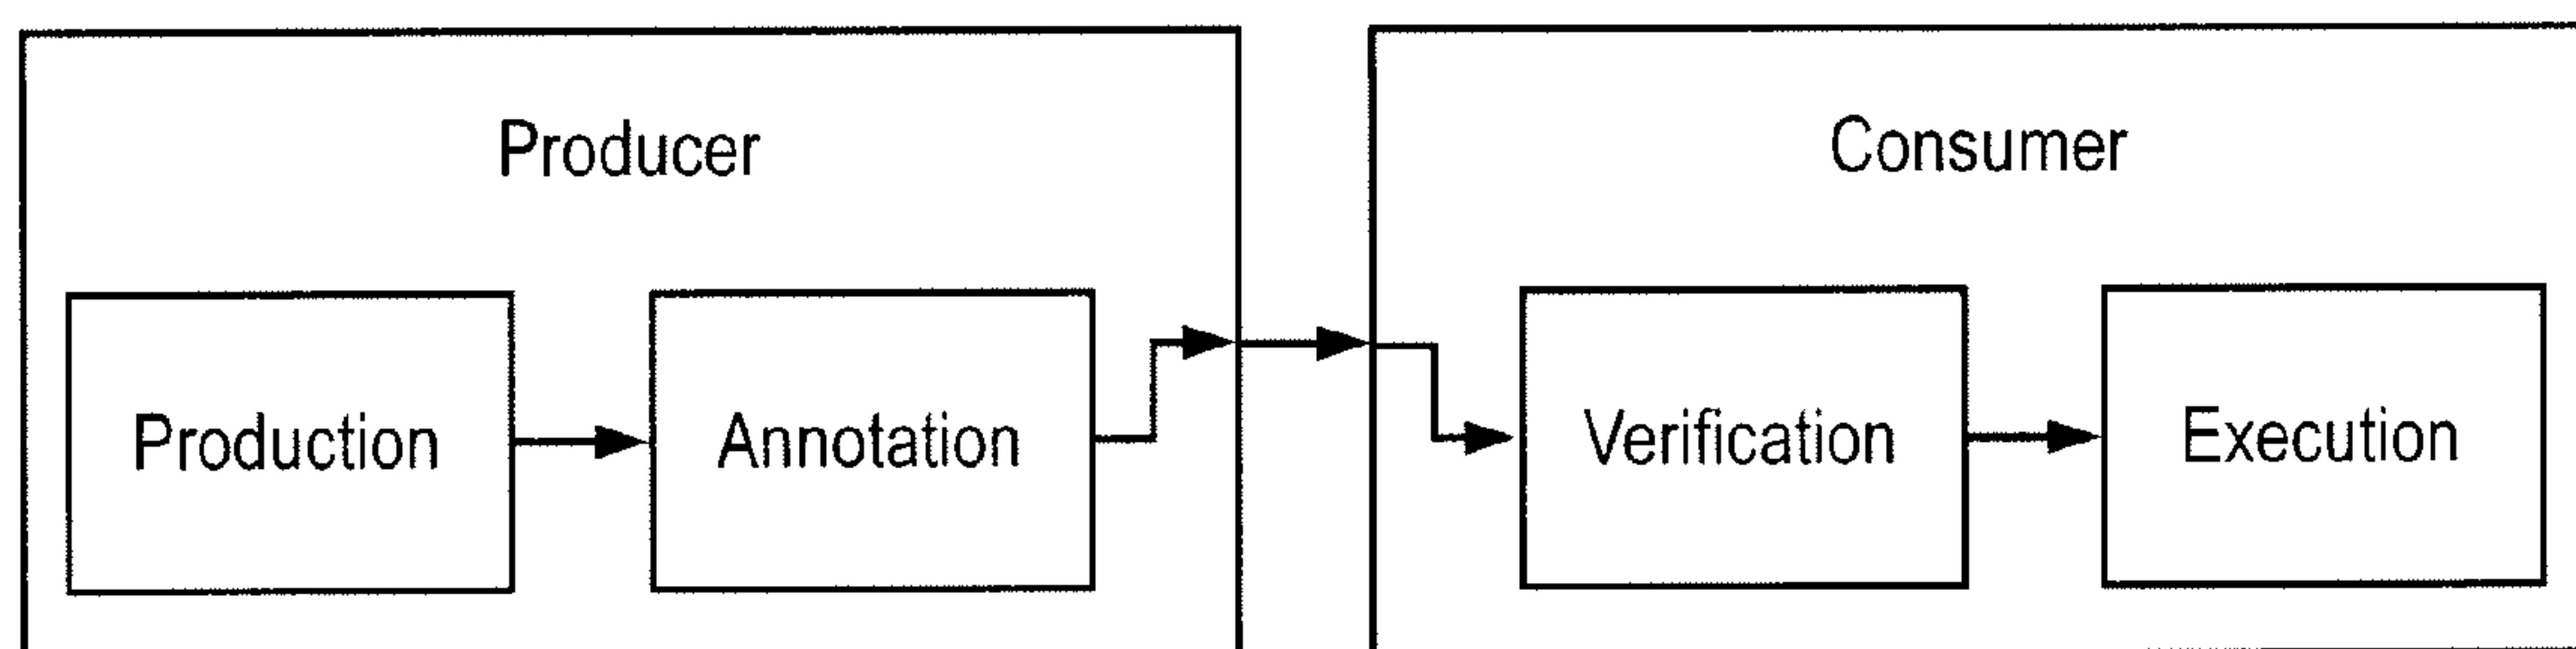 Producer
Consumer
Production
Annotation
Verification
Execution